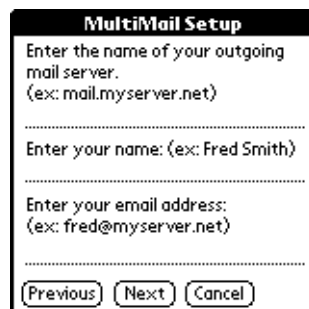 MultiMail Setup
Enter the name of your outgoing
mail server.
(ex: mail.myserver.net)
Enter your name: (ex: Fred Smith)
Enter your email address:
(ex: fred@myserver.net)
Previous Next Cancel